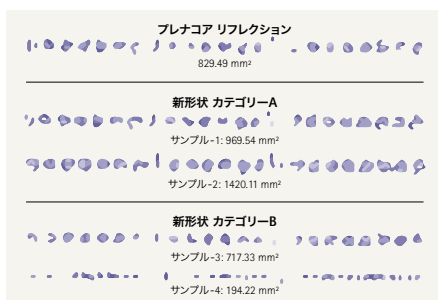 プレナコア リフレクション
829.49 mm²
新形状 カテゴリーA
サンプル-1: 969.54 mm²
サンプル-2: 1420.11 mm²
新形状 カテゴリーB
サンプル-3: 717.33 mm²
サンプル-4: 194.22 mm²